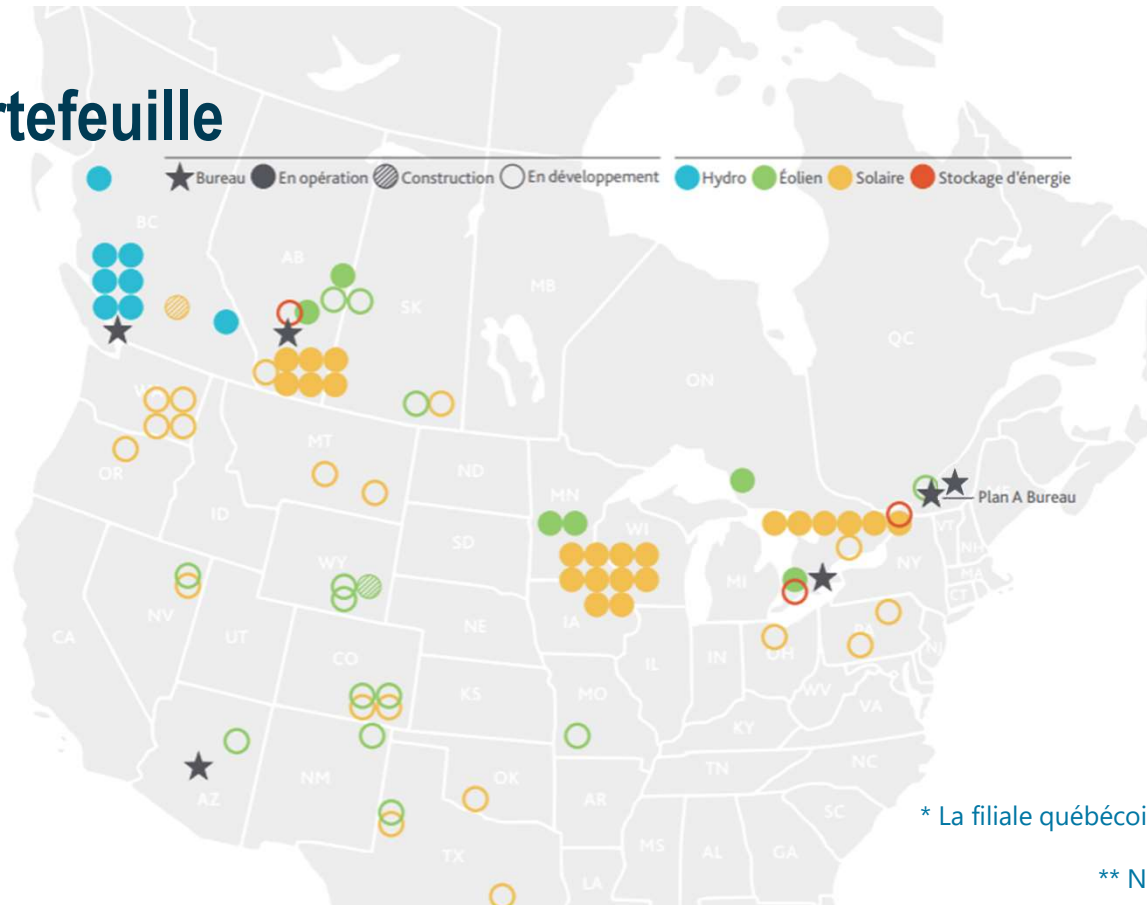 rtefeuille
Bureau En opération Construction En développement Hydro Éolien Solaire Stockage d'énergie
BC
AB
SK
MB
ON
QC
MT
OR
ID
ND
MN
WI
SD
WY
Plan A Bureau
VT
NH
NY
MA
CT
MI
NV
UT
CA
NE
IA
IL
IN
OH
PA
NJ
CO
KS
MO
WV
VA
KY
AZ
NM
OK
AR
TN
NC
SC
TX
LA
MS
AL
GA
* La filiale québécoi
** N